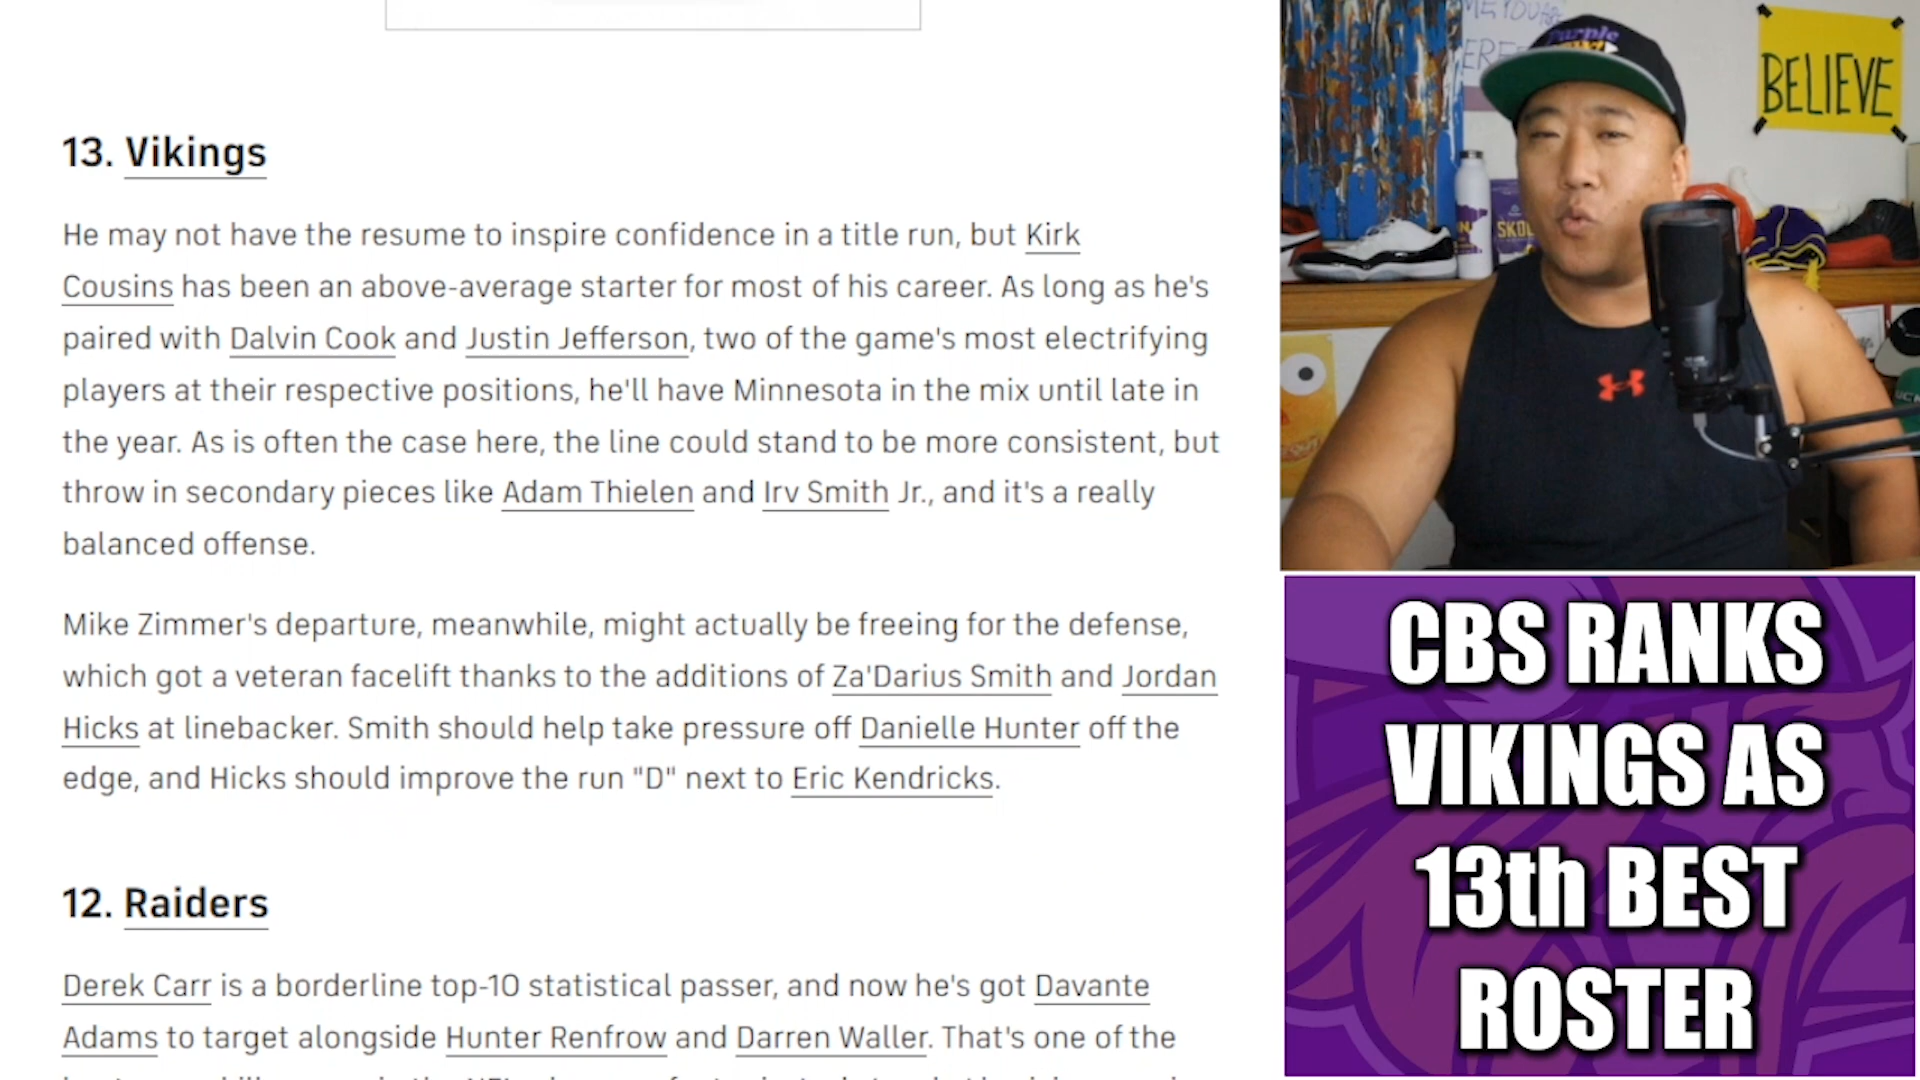 13. Vikings
He may not have the resume to inspire confidence in a title run, but Kirk
Cousins has been an above-average starter for most of his career. As long as he's
paired with Dalvin Cook and Justin Jefferson, two of the game's most electrifying
players at their respective positions, he'll have Minnesota in the mix until late in
the year. As is often the case here, the line could stand to be more consistent, but
throw in secondary pieces like Adam Thielen and Irv Smith Jr., and it's a really
balanced offense.
Mike Zimmer's departure, meanwhile, might actually be freeing for the defense,
which got a veteran facelift thanks to the additions of Za'Darius Smith and Jordan
Hicks at linebacker. Smith should help take pressure off Danielle Hunter off the
edge, and Hicks should improve the run "D" next to Eric Kendricks.
12. Raiders
Derek Carr is a borderline top-10 statistical passer, and now he's got Davante
Adams to target alongside Hunter Renfrow and Darren Waller. That's one of the
Purple
BELIEVE
SKOL
CBS RANKS
VIKINGS AS
13th BEST
ROSTER